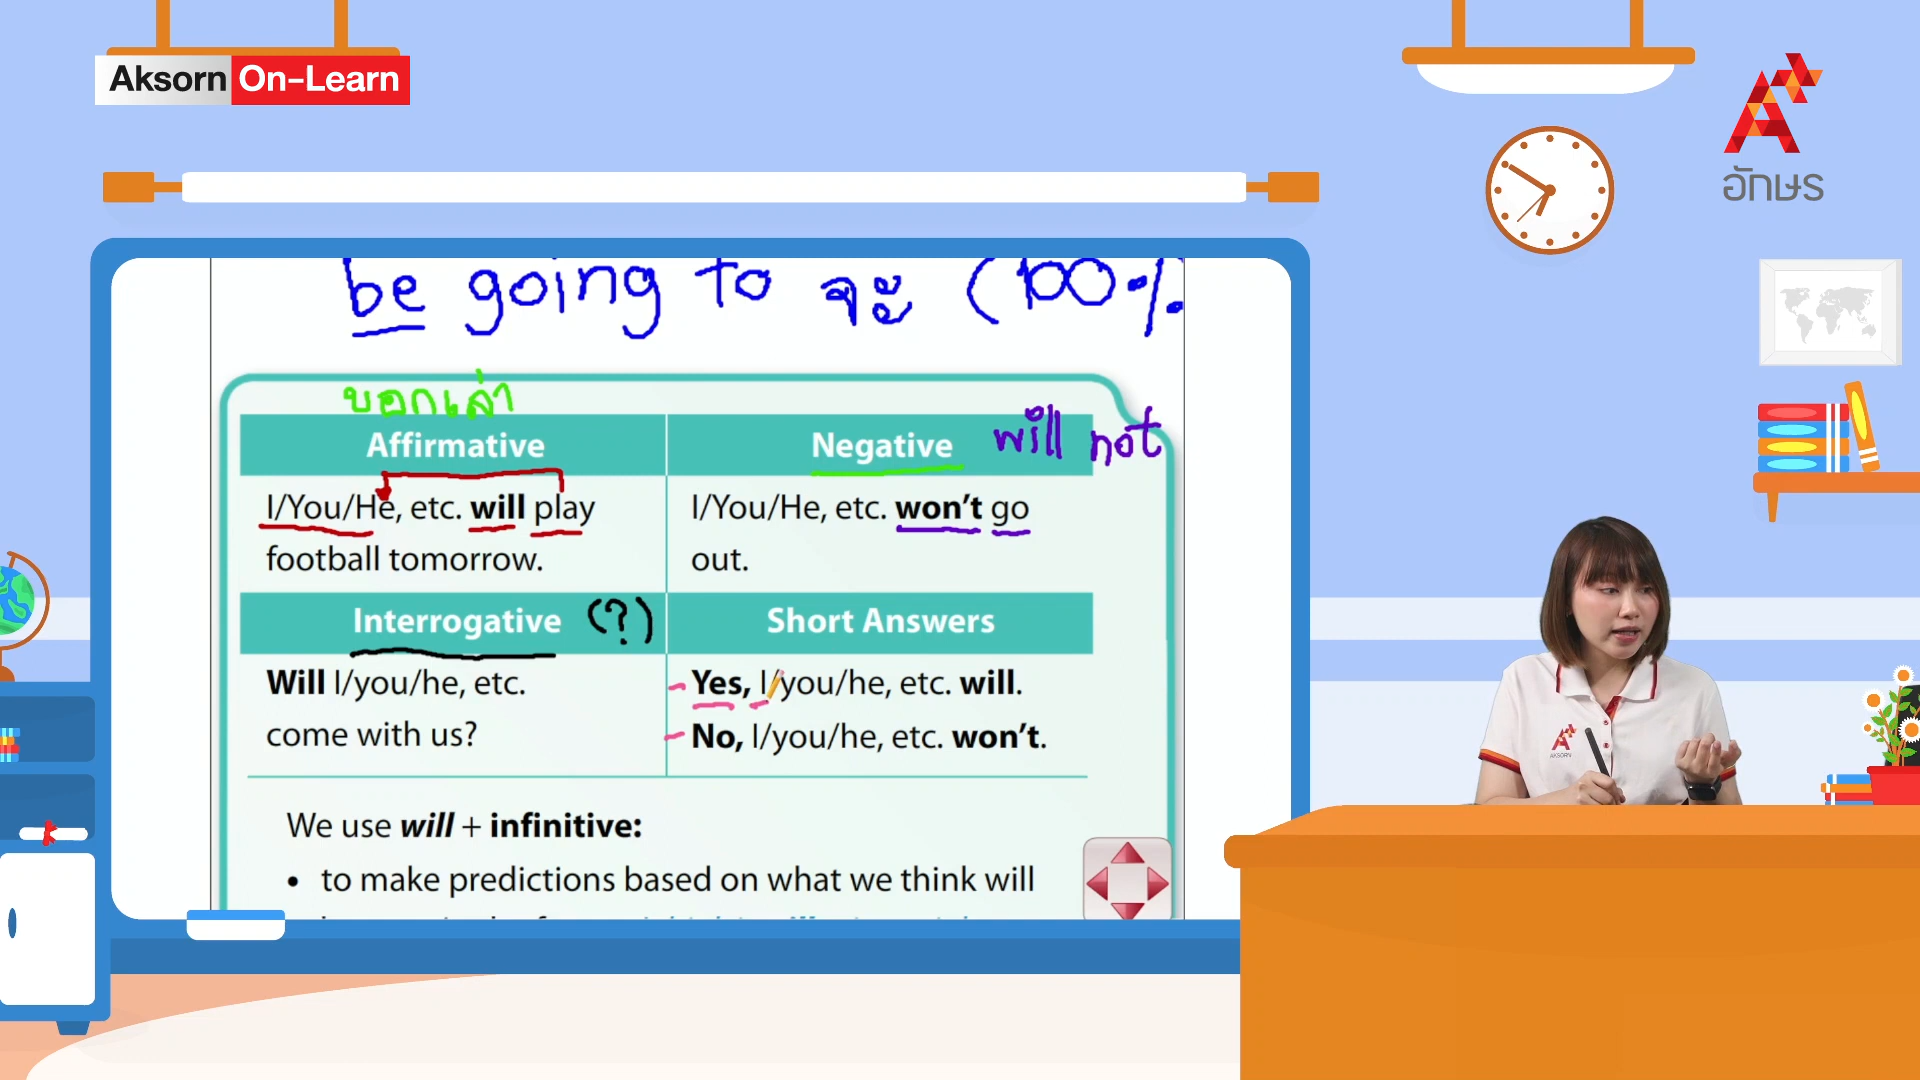 Aksorn On-Learn
อักษร
be going to จะ (100%
บอกเล่า
Affirmative
Negative will not
I/You/He, etc. will play
football tomorrow.
I/You/He, etc. won't go
out.
Interrogative (?)
Short Answers
Will I/you/he, etc.
come with us?
- Yes, I/you/he, etc. will.
- No, I/you/he, etc. won't.
We use will + infinitive:
• to make predictions based on what we think will
AKSORN